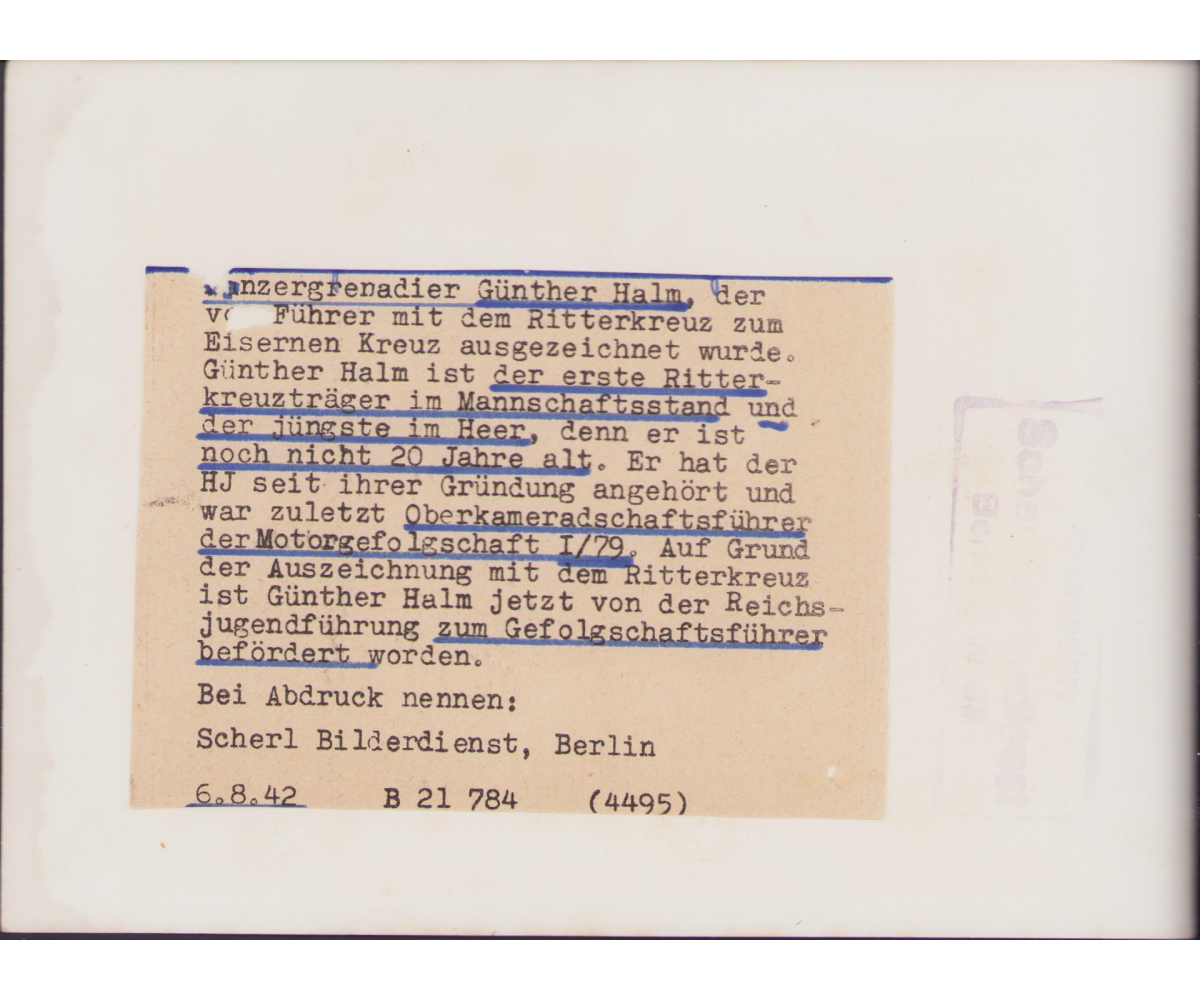 Panzergrenadier Günther Halm, der
Führer mit dem Ritterkreuz zum
Eisernen Kreuz ausgezeichnet wurde.
Günther Halm ist der erste Ritter-
kreuzträger im Mannschaftsstand und
der jüngste im Heer, denn er ist
noch nicht 20 Jahre alt. Er hat der
HJ seit ihrer Gründung angehört und
war zuletzt Oberkameradschaftsführer
der Motorgefolgschaft I/79. Auf Grund
der Auszeichnung mit dem Ritterkreuz
ist Günther Halm jetzt von der Reichs-
jugendführung zum Gefolgschaftsführer
befördert worden.
Bei Abdruck nennen:
Scherl Bilderdienst, Berlin
6.8.42 B 21 784 (4495)